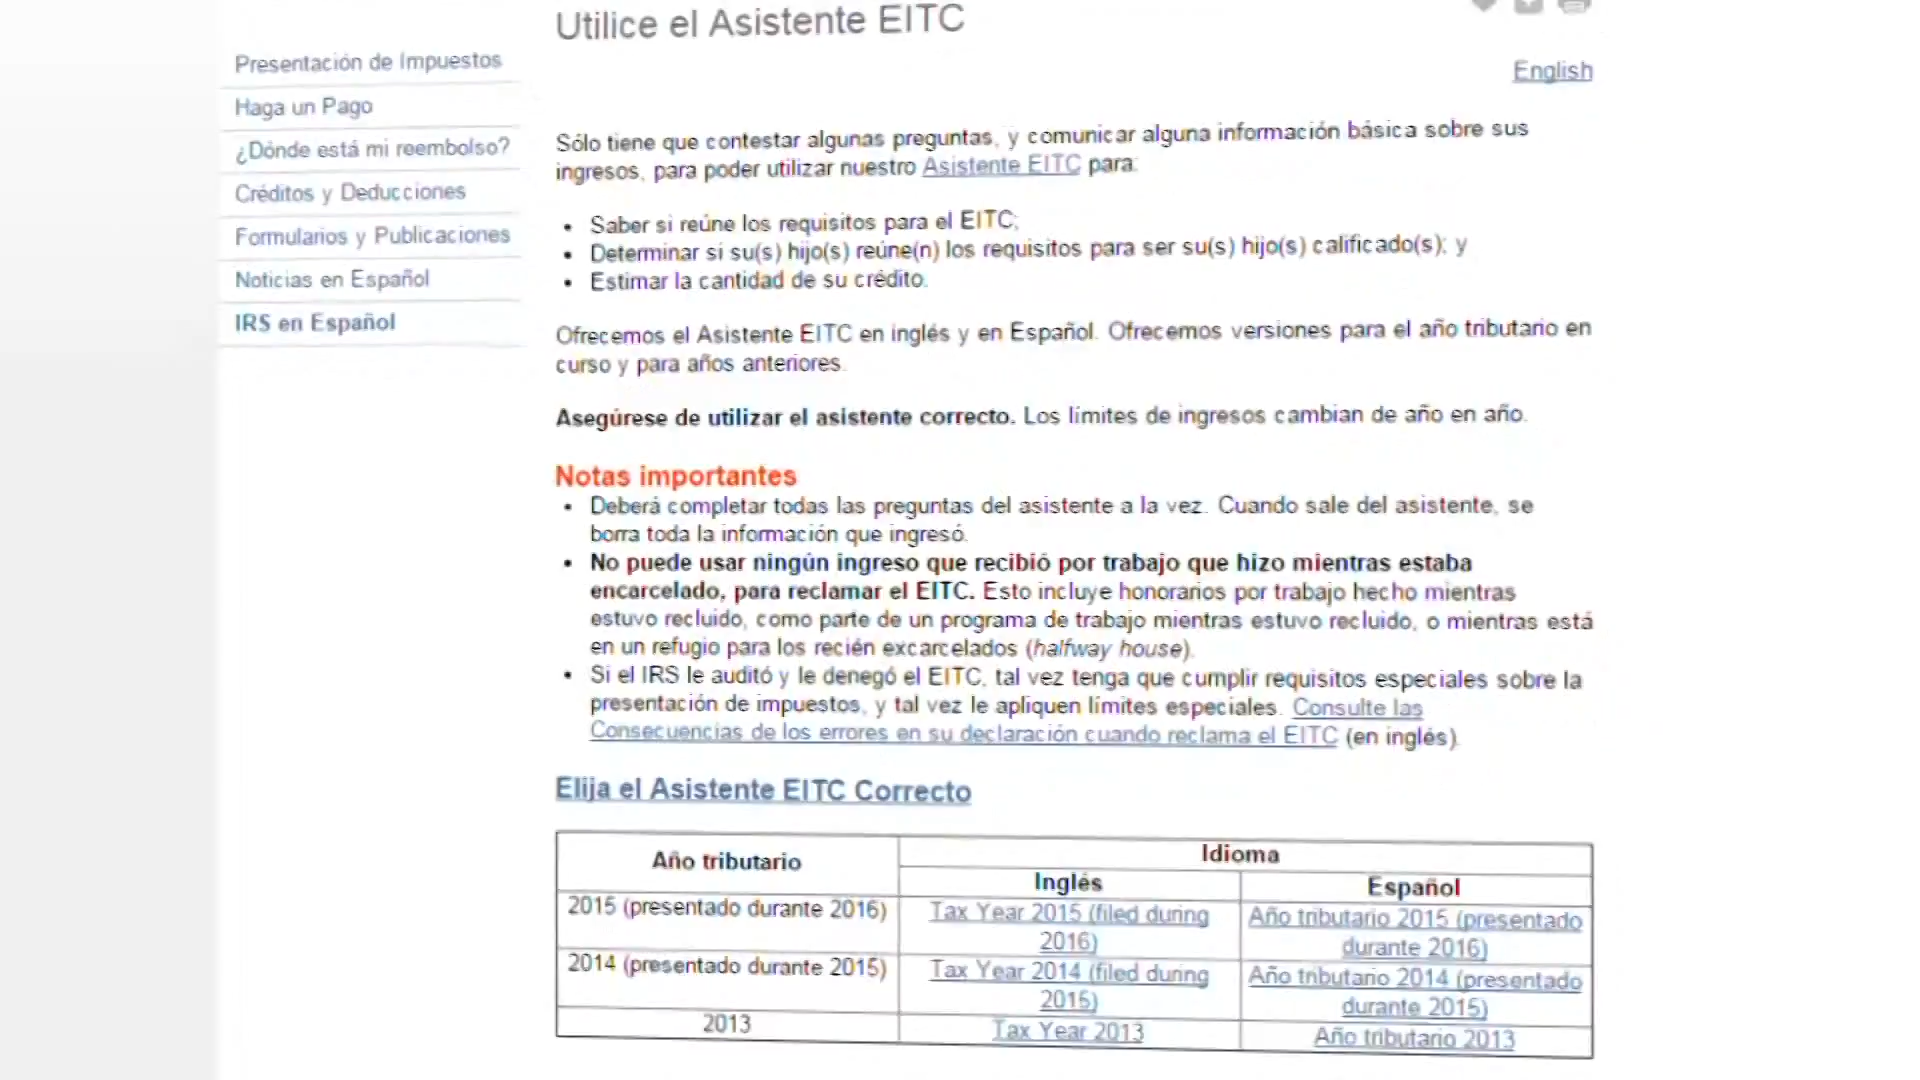 Utilice el Asistente EITC
Presentación de Impuestos
Haga un Pago
¿Dónde está mi reembolso?
Créditos y Deducciones
Formularios y Publicaciones
Noticias en Español
IRS en Español
English
Sólo tiene que contestar algunas preguntas, y comunicar alguna información básica sobre sus
ingresos, para poder utilizar nuestro Asistente EITC para:
• Saber si reúne los requisitos para el EITC;
• Determinar si su(s) hijo(s) reúne(n) los requisitos para ser su(s) hijo(s) calificado(s); y
• Estimar la cantidad de su crédito.
Ofrecemos el Asistente EITC en inglés y en Español. Ofrecemos versiones para el año tributario en
curso y para años anteriores.
Asegúrese de utilizar el asistente correcto. Los límites de ingresos cambian de año en año.
Notas importantes
• Deberá completar todas las preguntas del asistente a la vez. Cuando sale del asistente, se
borra toda la información que ingresó.
• No puede usar ningún ingreso que recibió por trabajo que hizo mientras estaba
encarcelado, para reclamar el EITC. Esto incluye honorarios por trabajo hecho mientras
estuvo recluido, como parte de un programa de trabajo mientras estuvo recluido, o mientras está
en un refugio para los recién excarcelados (halfway house).
• Si el IRS le auditó y le denegó el EITC, tal vez tenga que cumplir requisitos especiales sobre la
presentación de impuestos, y tal vez le apliquen límites especiales. Consulte las
Consecuencias de los errores en su declaración cuando reclama el EITC (en inglés).
Elija el Asistente EITC Correcto
Año tributario
Idioma
Inglés
Español
2015 (presentado durante 2016)
Tax Year 2015 (filed during
2016)
Año tributario 2015 (presentado
durante 2016)
2014 (presentado durante 2015)
Tax Year 2014 (filed during
2015)
Año tributario 2014 (presentado
durante 2015)
2013
Tax Year 2013
Año tributario 2013